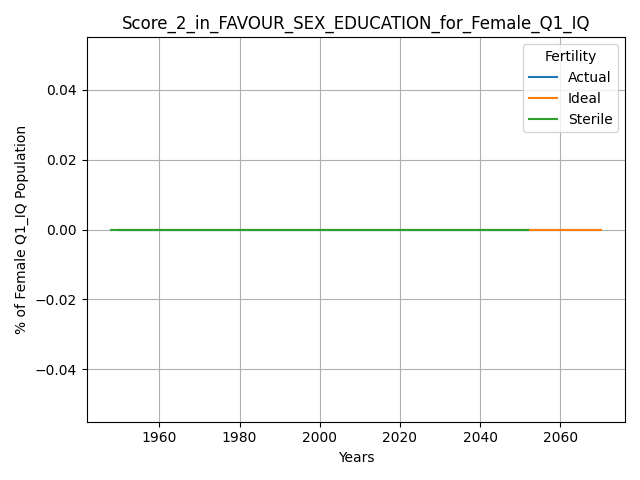 Score_2_in_FAVOUR_SEX_EDUCATION_for_Female_Q1_IQ
Fertility
Actual
Ideal
Sterile
0.04
0.02
0.00
−0.02
−0.04
% of Female Q1_IQ Population
1960 1980 2000 2020 2040 2060
Years